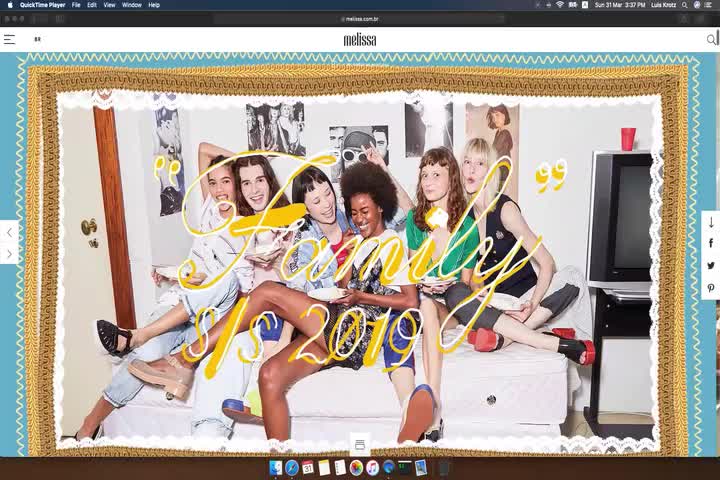 QuickTime Player File Edit View Window Help
Sun 31 Mar 3:37 PM Luis Krotz
melissa.com.br
BR
melissa
"Family"
S/S 2019